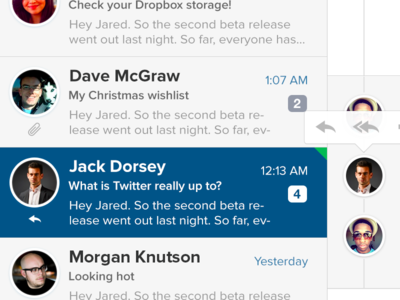 Check your Dropbox storage!
Hey Jared. So the second beta release
went out last night. So far, everyone has...
Dave McGraw
1:07 AM
My Christmas wishlist
2
Hey Jared. So the second beta re-
lease went out last night. So far, ev-
Jack Dorsey
12:13 AM
What is Twitter really up to?
4
Hey Jared. So the second beta re-
lease went out last night. So far, ev-
Morgan Knutson
Yesterday
Looking hot
Hey Jared. So the second beta release